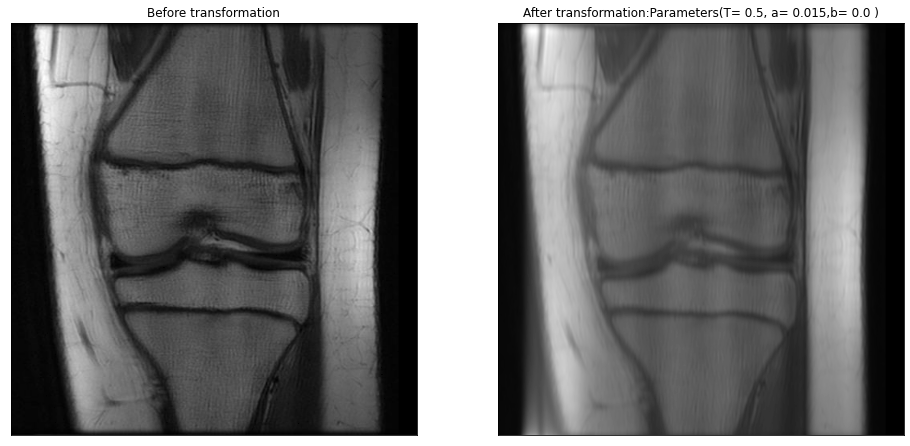 Before transformation
After transformation:Parameters(T= 0.5, a= 0.015,b= 0.0 )